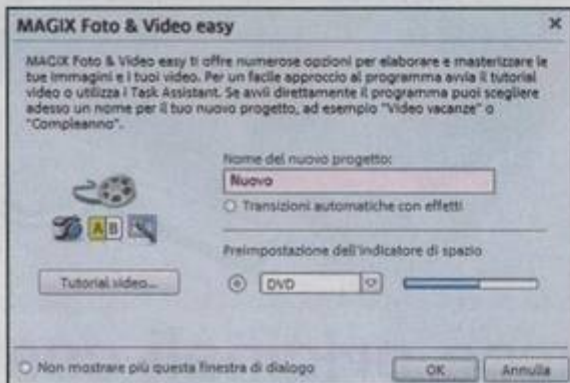 MAGIX Foto & Video easy
MAGIX Foto & Video easy ti offre numerose opzioni per elaborare e masterizzare le
tue immagini e i tuoi video. Per un facile approccio al programma avvia il tutorial
video o utilizza i Task Assistant. Se avvii direttamente il programma puoi scegliere
adesso un nome per il tuo nuovo progetto, ad esempio "Video vacanze" o
"Compleanno".
Nome del nuovo progetto:
Nuovo
Transizioni automatiche con effetti
A B
Preimpostazione dell'indicatore di spazio
Tutorial video...
DVD
Non mostrare più questa finestra di dialogo
OK
Annulla